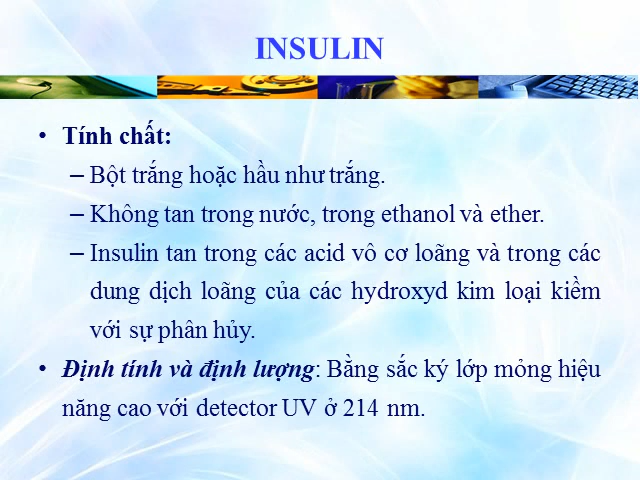 INSULIN
• Tính chất:
– Bột trắng hoặc hầu như trắng.
– Không tan trong nước, trong ethanol và ether.
– Insulin tan trong các acid vô cơ loãng và trong các
dung dịch loãng của các hydroxyd kim loại kiềm
với sự phân hủy.
• Định tính và định lượng: Bằng sắc ký lớp mỏng hiệu
năng cao với detector UV ở 214 nm.